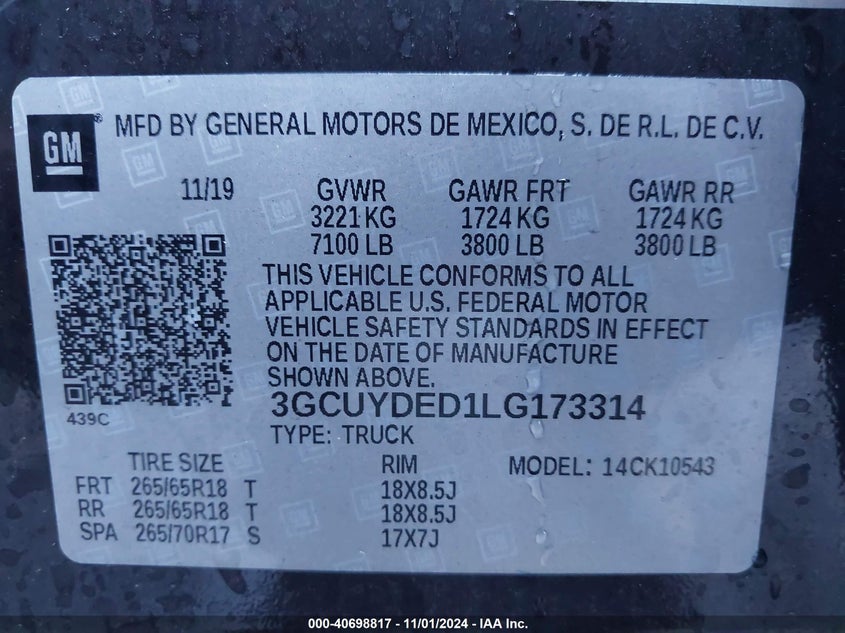 GM
®
MFD BY GENERAL MOTORS DE MEXICO, S. DE R.L. DE C.V.
11/19 GVWR GAWR FRT GAWR RR
3221 KG 1724 KG 1724 KG
7100 LB 3800 LB 3800 LB
THIS VEHICLE CONFORMS TO ALL
APPLICABLE U.S. FEDERAL MOTOR
VEHICLE SAFETY STANDARDS IN EFFECT
ON THE DATE OF MANUFACTURE
SHOWN ABOVE.
439C
3GCUYDED1LG173314
TYPE: TRUCK
TIRE SIZE RIM MODEL: 14CK10543
FRT 265/65R18 T 18X8.5J
RR 265/65R18 T 18X8.5J
SPA 265/70R17 S 17X7J
000-40698817 - 11/01/2024 - IAA Inc.